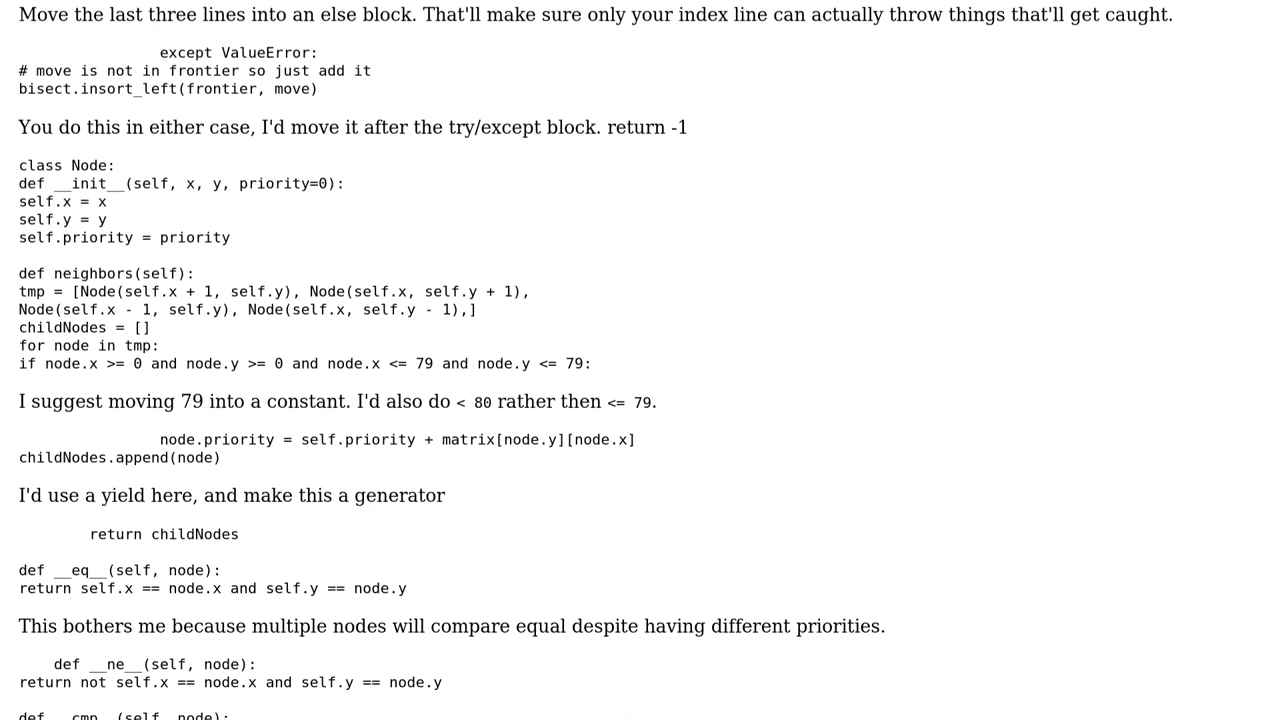 Move the last three lines into an else block. That'll make sure only your index line can actually throw things that'll get caught.
except ValueError:
# move is not in frontier so just add it
bisect.insort_left(frontier, move)
You do this in either case, I'd move it after the try/except block. return -1
class Node:
def __init__(self, x, y, priority=0):
self.x = x
self.y = y
self.priority = priority
def neighbors(self):
tmp = [Node(self.x + 1, self.y), Node(self.x, self.y + 1),
Node(self.x - 1, self.y), Node(self.x, self.y - 1),]
childNodes = []
for node in tmp:
if node.x >= 0 and node.y >= 0 and node.x <= 79 and node.y <= 79:
I suggest moving 79 into a constant. I'd also do < 80 rather then <= 79.
node.priority = self.priority + matrix[node.y][node.x]
childNodes.append(node)
I'd use a yield here, and make this a generator
return childNodes
def __eq__(self, node):
return self.x == node.x and self.y == node.y
This bothers me because multiple nodes will compare equal despite having different priorities.
def __ne__(self, node):
return not self.x == node.x and self.y == node.y
def __cmp__(self, node):